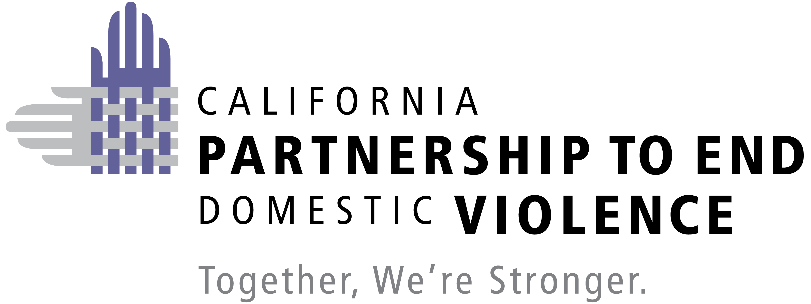 CALIFORNIA
PARTNERSHIP TO END
DOMESTIC VIOLENCE
Together, We're Stronger.